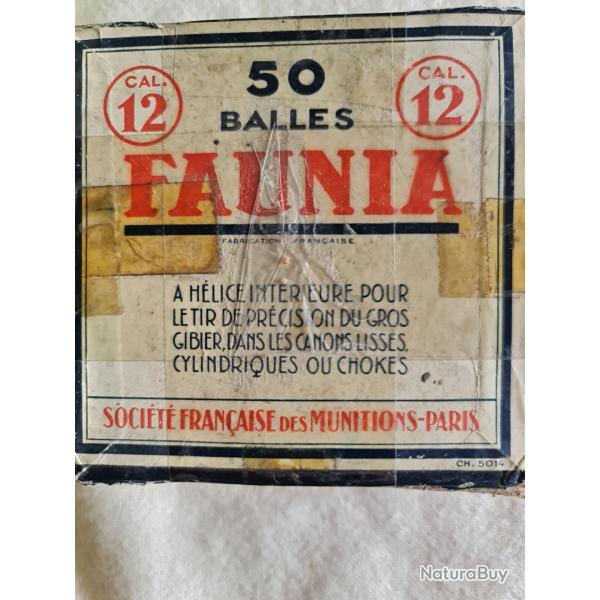 CAL. 12
50
CAL. 12
BALLES
FAUNIA
FABRICATION FRANÇAISE
A HÉLICE INTÉRIEURE POUR
LE TIR DE PRÉCISION DU GROS
GIBIER, DANS LES CANONS LISSES,
CYLINDRIQUES OU CHOKES
SOCIÉTÉ FRANÇAISE DES MUNITIONS-PARIS
CH. 5014
NaturaBuy